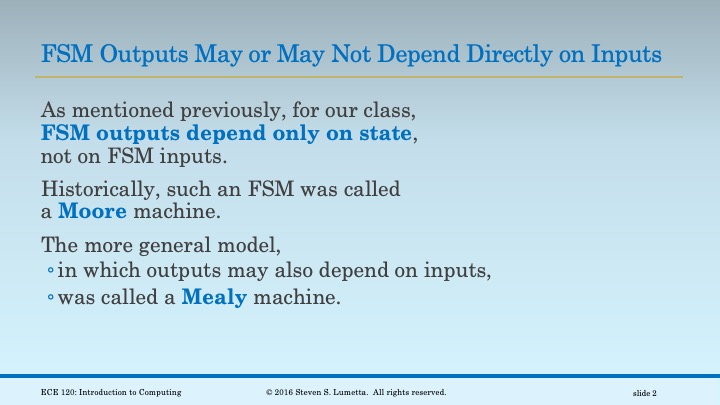 FSM Outputs May or May Not Depend Directly on Inputs
As mentioned previously, for our class,
FSM outputs depend only on state,
not on FSM inputs.
Historically, such an FSM was called
a Moore machine.
The more general model,
◦in which outputs may also depend on inputs,
◦was called a Mealy machine.
ECE 120: Introduction to Computing
© 2016 Steven S. Lumetta. All rights reserved.
slide 2